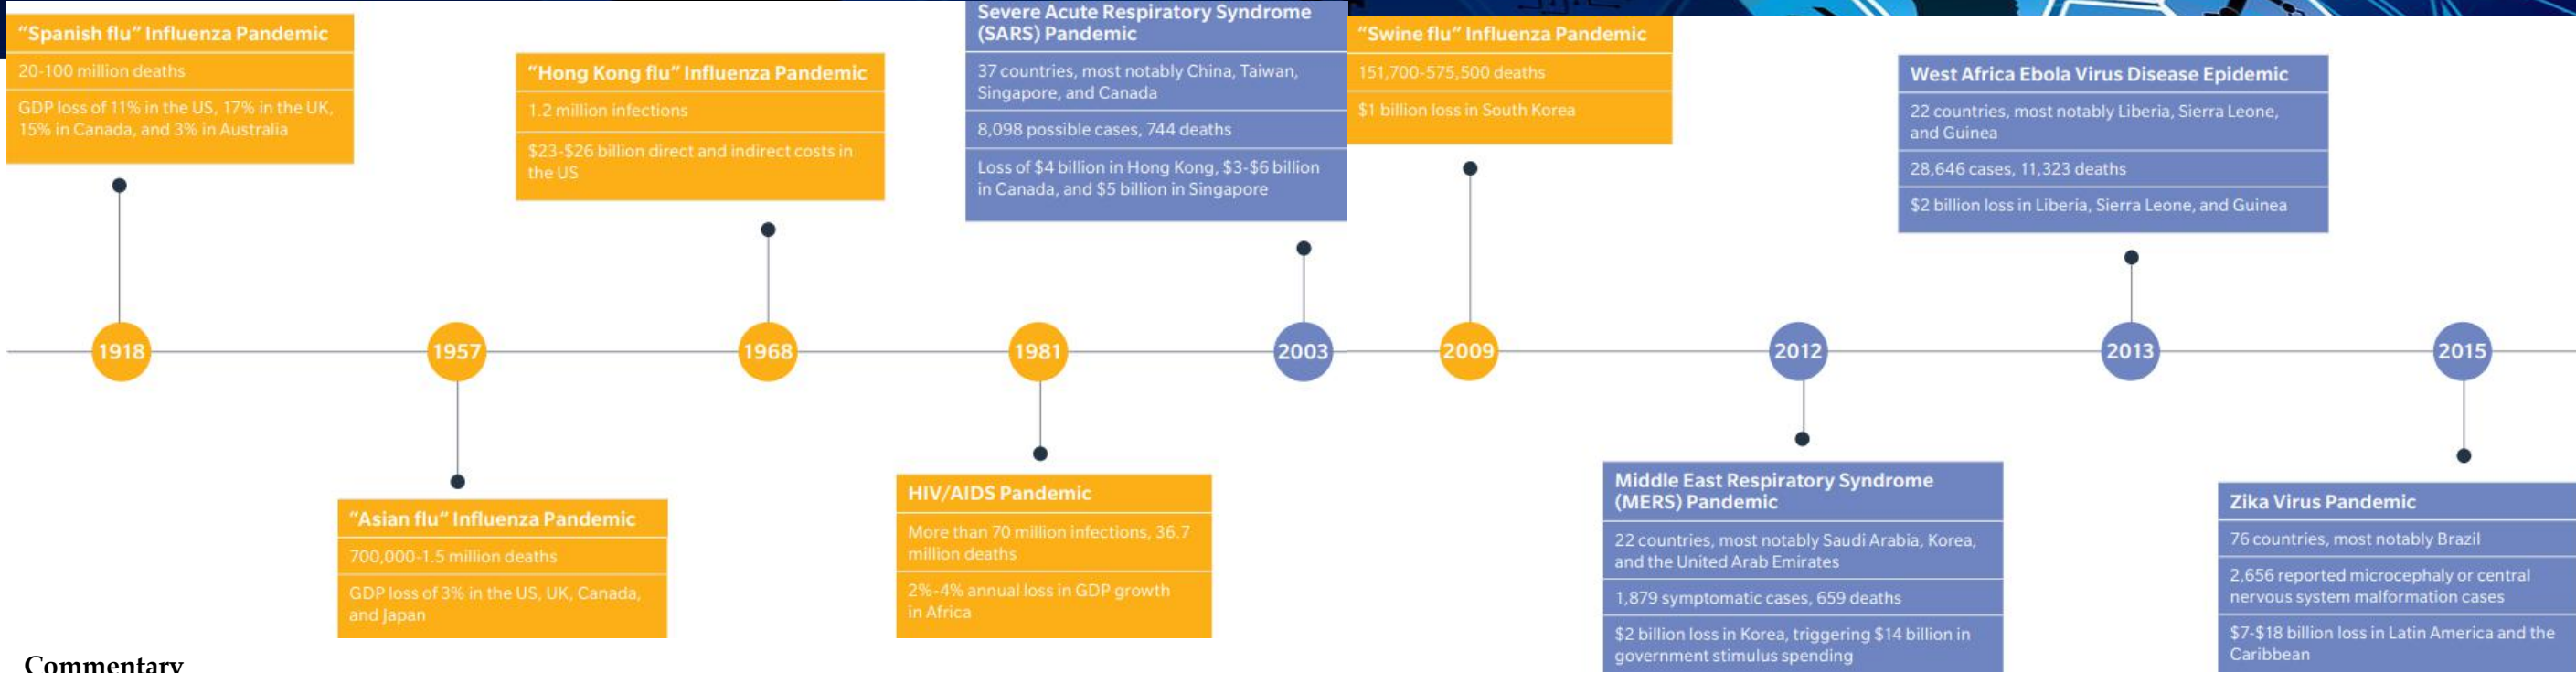 “Spanish flu” Influenza Pandemic
20-100 million deaths
GDP loss of 11% in the US, 17% in the UK,
15% in Canada, and 3% in Australia
“Hong Kong flu” Influenza Pandemic
1.2 million infections
$23-$26 billion direct and indirect costs in
the US
Severe Acute Respiratory Syndrome
(SARS) Pandemic
37 countries, most notably China, Taiwan,
Singapore, and Canada
8,098 possible cases, 744 deaths
Loss of $4 billion in Hong Kong, $3-$6 billion
in Canada, and $5 billion in Singapore
“Swine flu” Influenza Pandemic
151,700-575,500 deaths
$1 billion loss in South Korea
West Africa Ebola Virus Disease Epidemic
22 countries, most notably Liberia, Sierra Leone,
and Guinea
28,646 cases, 11,323 deaths
$2 billion loss in Liberia, Sierra Leone, and Guinea
1918
1957
1968
1981
2003
2009
2012
2013
2015
“Asian flu” Influenza Pandemic
700,000-1.5 million deaths
GDP loss of 3% in the US, UK, Canada,
and Japan
HIV/AIDS Pandemic
More than 70 million infections, 36.7
million deaths
2%-4% annual loss in GDP growth
in Africa
Middle East Respiratory Syndrome
(MERS) Pandemic
22 countries, most notably Saudi Arabia, Korea,
and the United Arab Emirates
1,879 symptomatic cases, 659 deaths
$2 billion loss in Korea, triggering $14 billion in
government stimulus spending
Zika Virus Pandemic
76 countries, most notably Brazil
2,656 reported microcephaly or central
nervous system malformation cases
$7-$18 billion loss in Latin America and the
Caribbean
Commentary